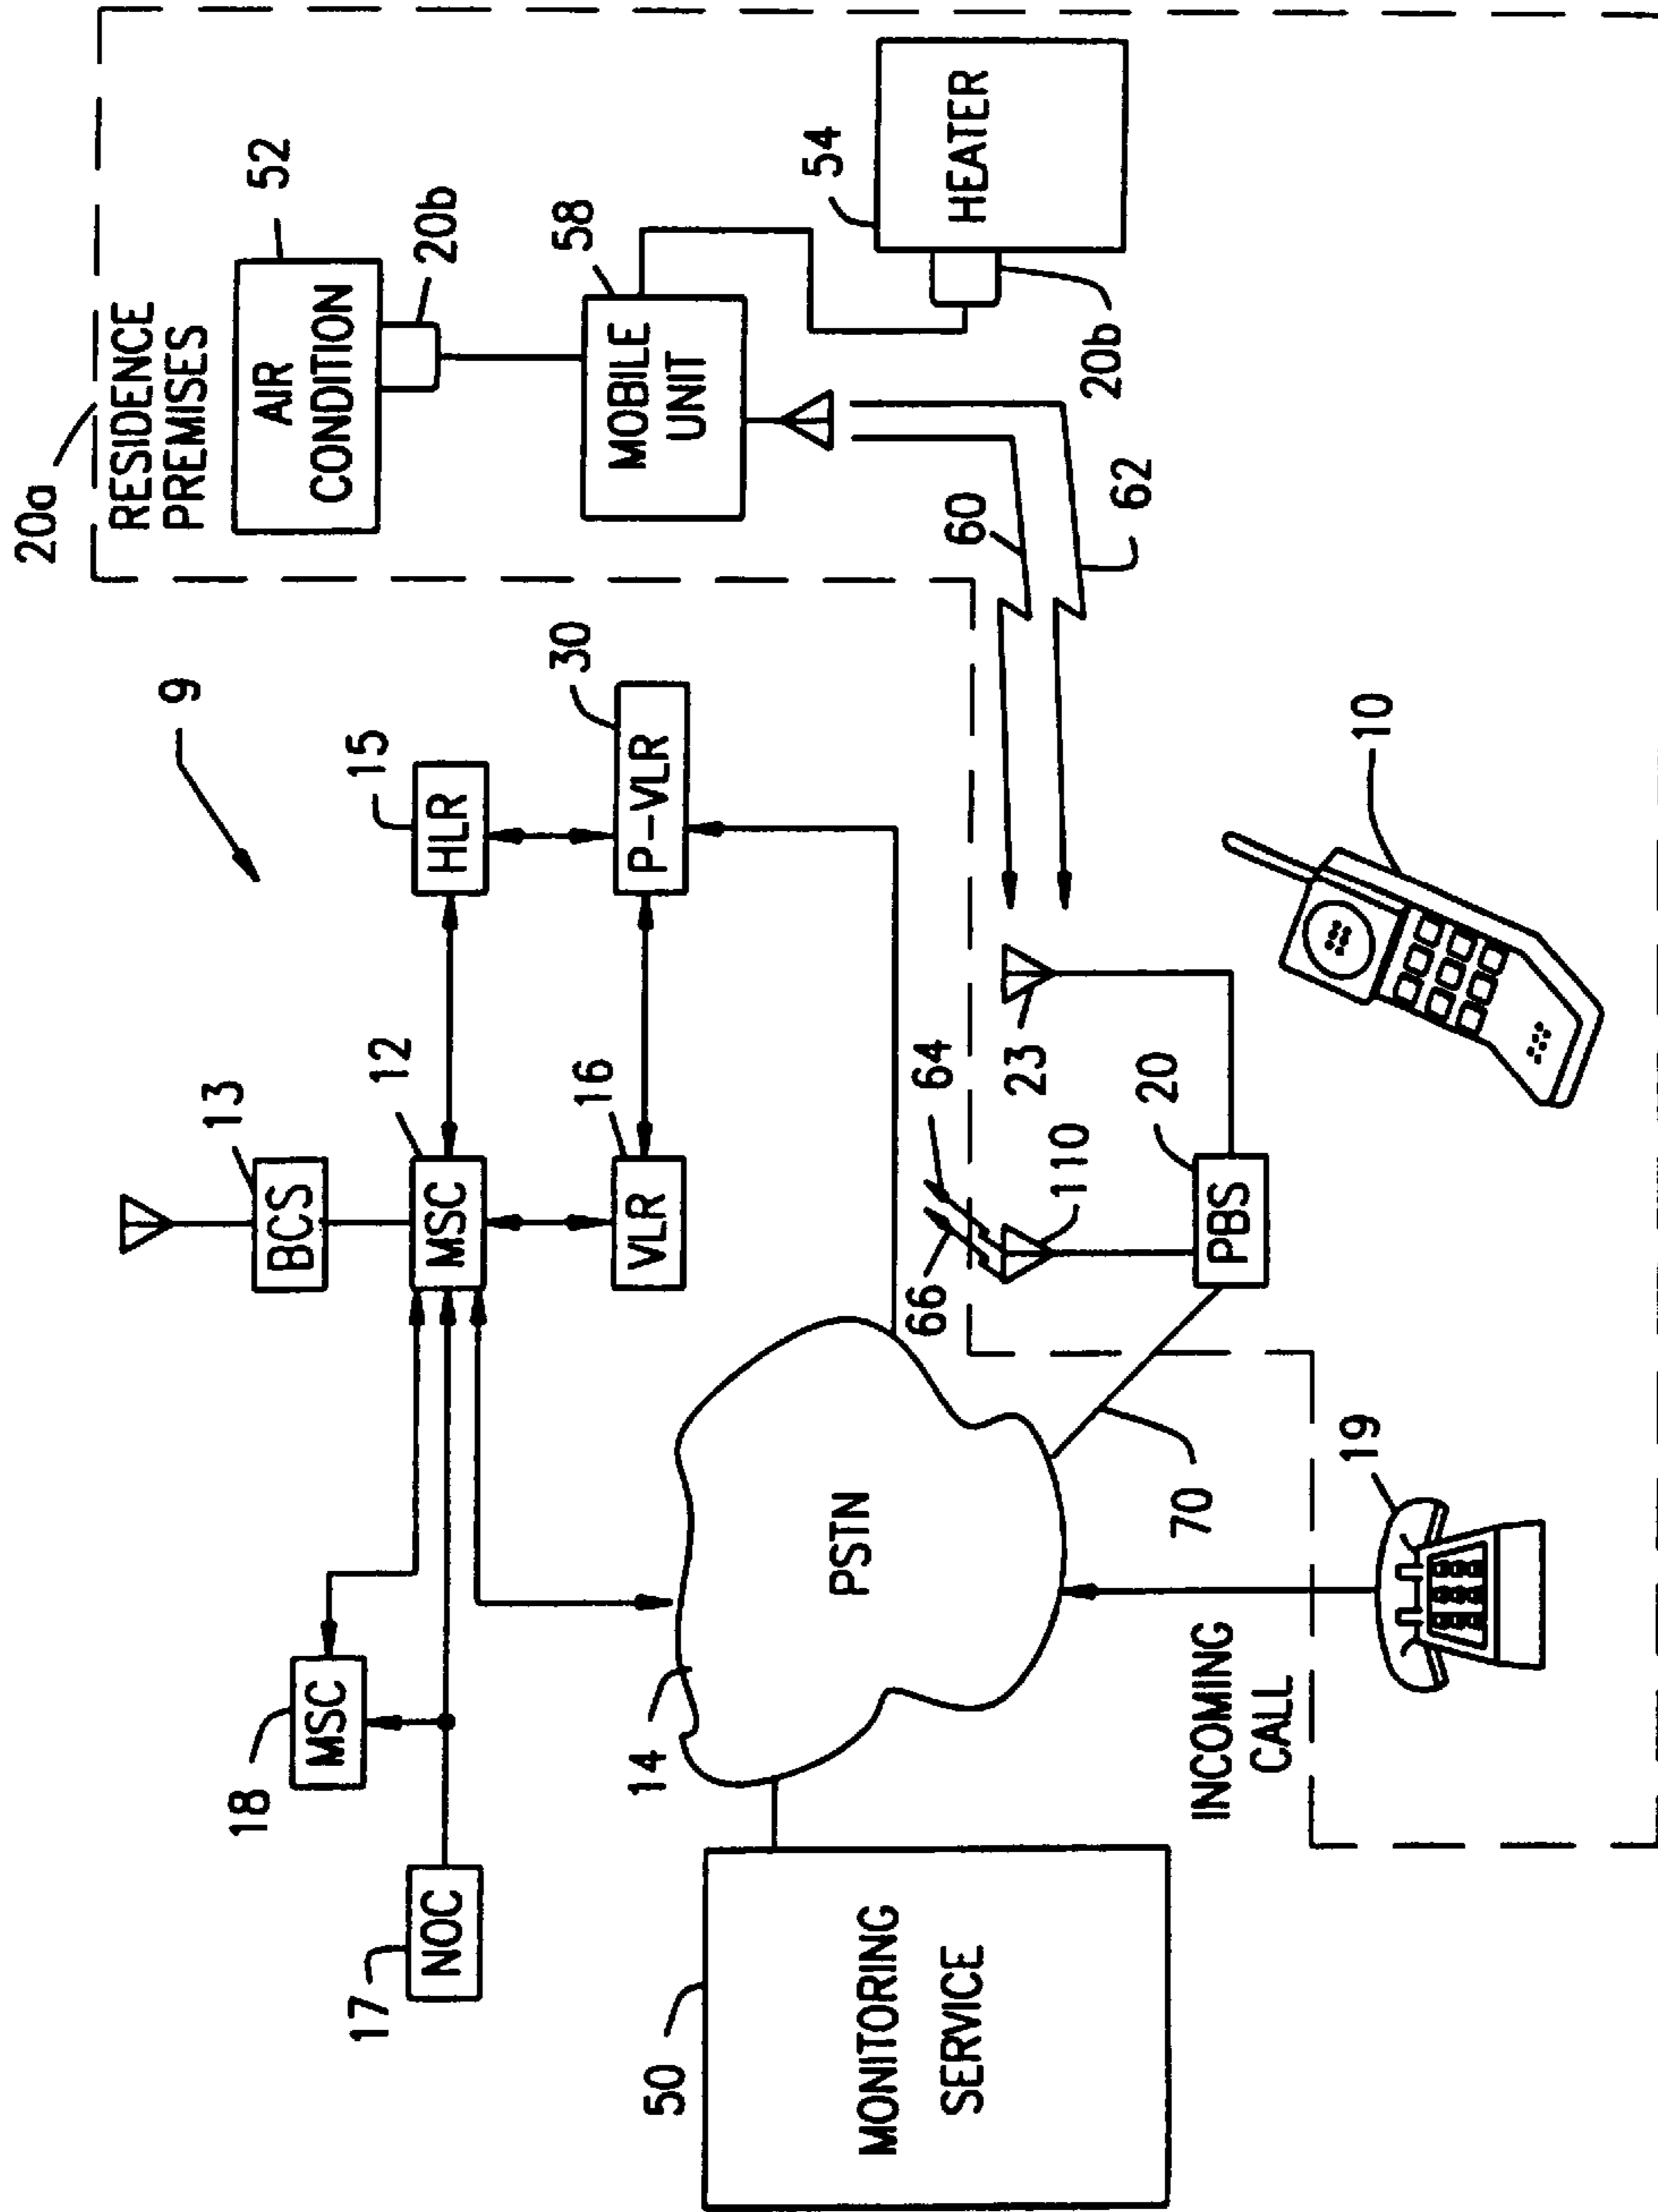 20a
RESIDENCE
PREMISES
52
AIR
CONDITION
20b
58
MOBILE
UNIT
54
HEATER
20b
60
62
9
15
HLR
30
P-VLR
13
BCS
12
MSC
16
VLR
18
MSC
17
NOC
14
PSTN
50
MONITORING
SERVICE
64
66
110
23
20
PBS
10
70
19
INCOMING
CALL